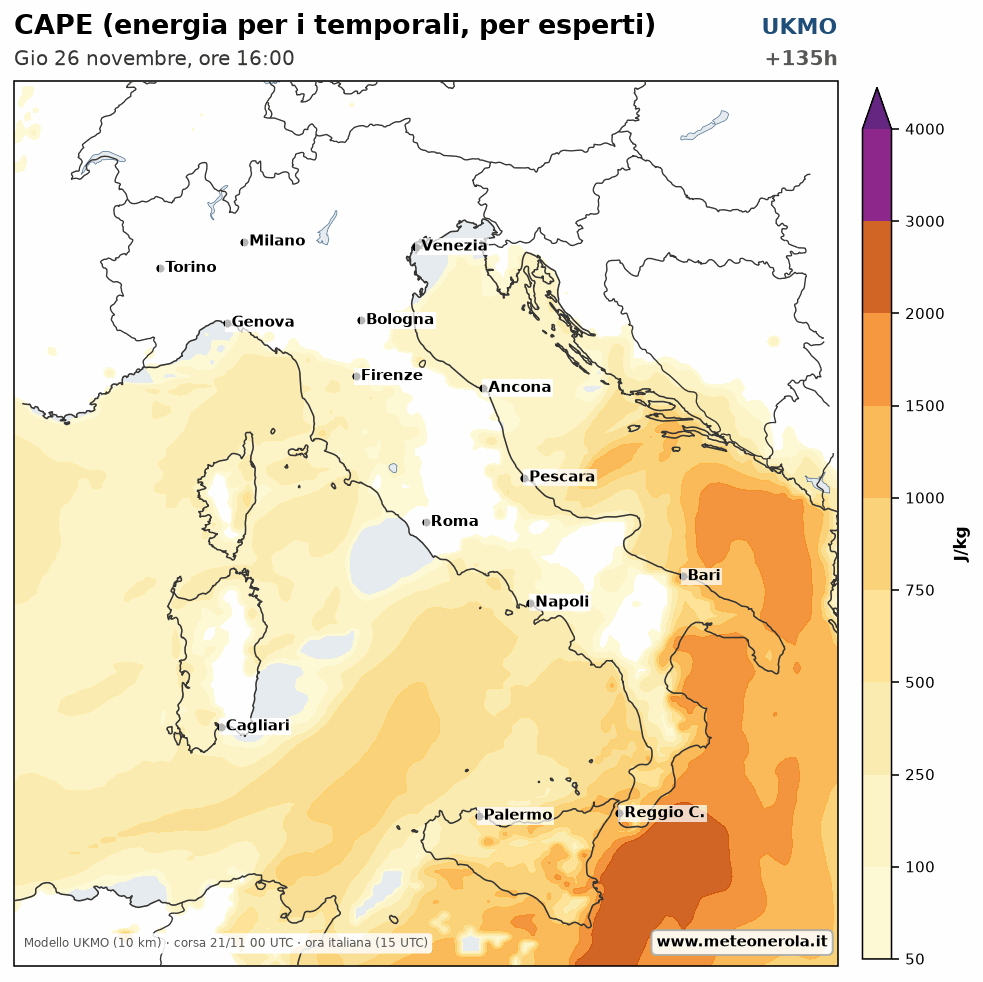 CAPE (energia per i temporali, per esperti)
UKMO
Gio 26 novembre, ore 16:00
+135h
4000
3000
2000
1500
1000
750
500
250
100
50
J/kg
Milano
Venezia
Torino
Genova
Bologna
Firenze
Ancona
Pescara
Roma
Bari
Napoli
Cagliari
Palermo
Reggio C.
Modello UKMO (10 km) · corsa 21/11 00 UTC · ora italiana (15 UTC)
www.meteonerola.it